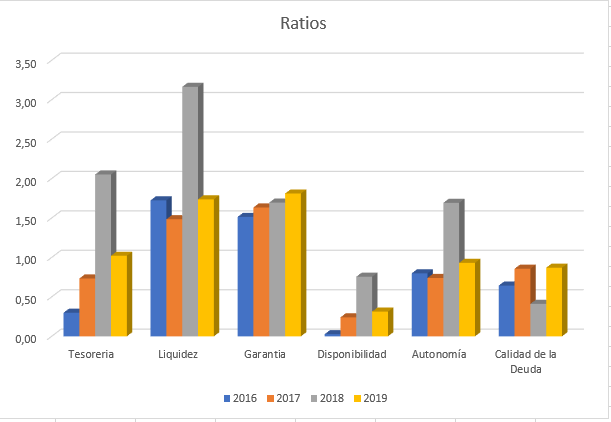 Ratios
3,50
3,00
2,50
2,00
1,50
1,00
0,50
0,00
Tesoreria
Liquidez
Garantia
Disponibilidad
Autonomía
Calidad de la
Deuda
2016
2017
2018
2019